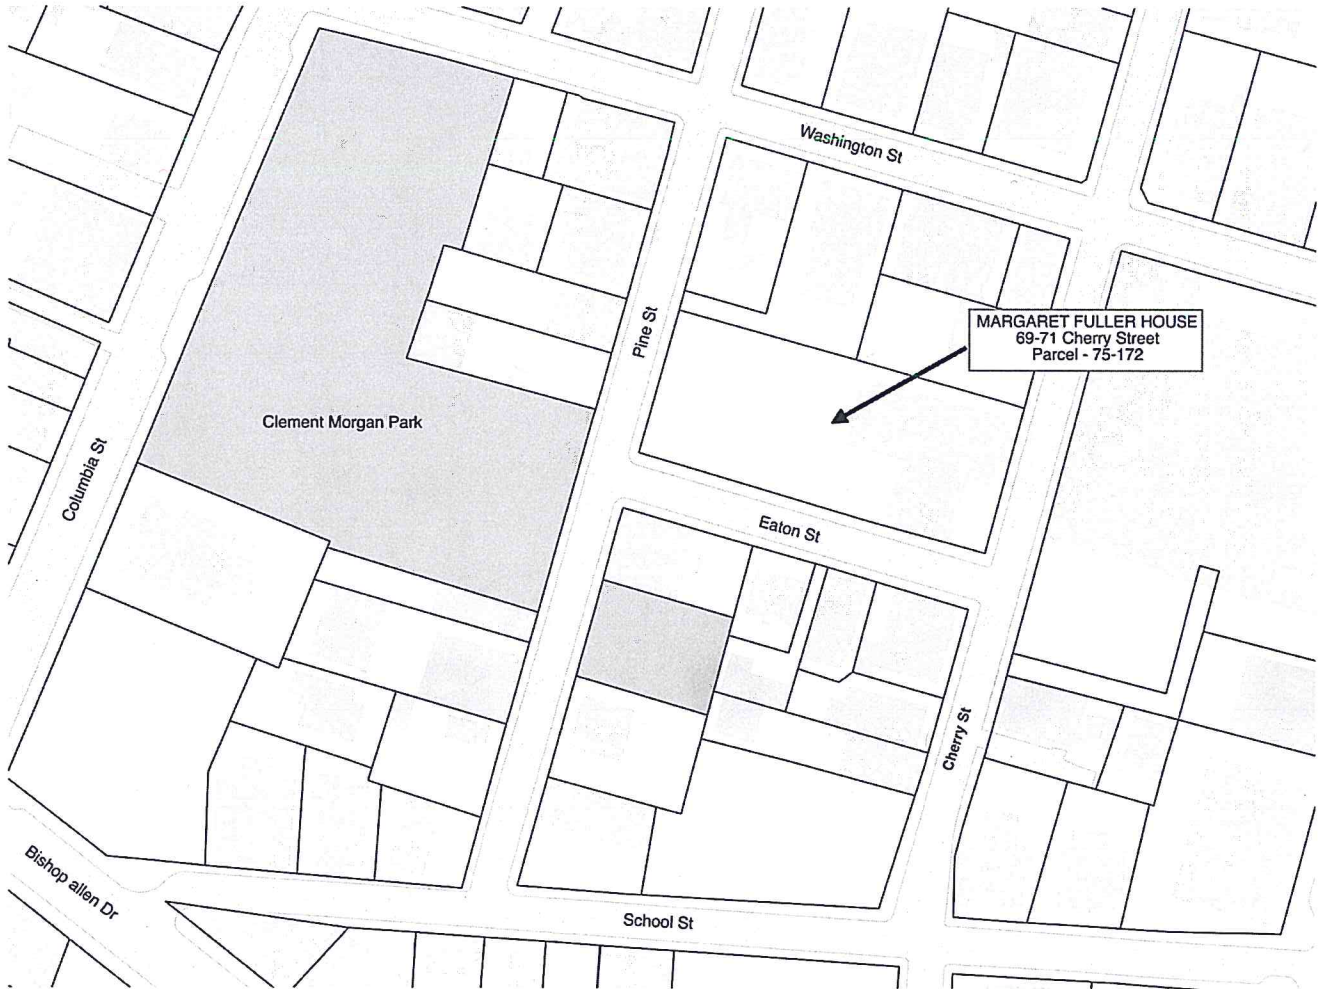 Washington St
MARGARET FULLER HOUSE
69-71 Cherry Street
Parcel - 75-172
Pine St
Clement Morgan Park
Columbia St
Eaton St
Cherry St
Bishop allen Dr
School St